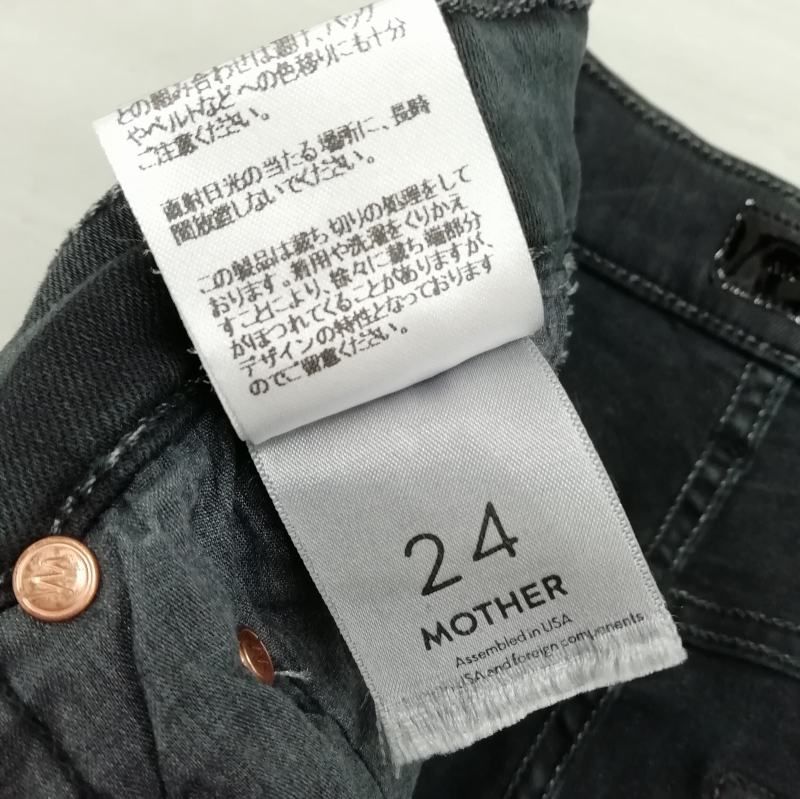 との組み合わせは避け、バッグ
やベルトなどへの色移りにも十分
ご注意ください。
直射日光の当たる場所に、長時
間放置しないでください。
この製品は裁ち切りの処理をして
おります。着用や洗濯をくりかえ
すことにより、徐々に裁ち端部分
がほつれてくることがありますが、
デザインの特性となっております
のでご留意ください。
24
MOTHER
Assembled in USA
USA and foreign components
M